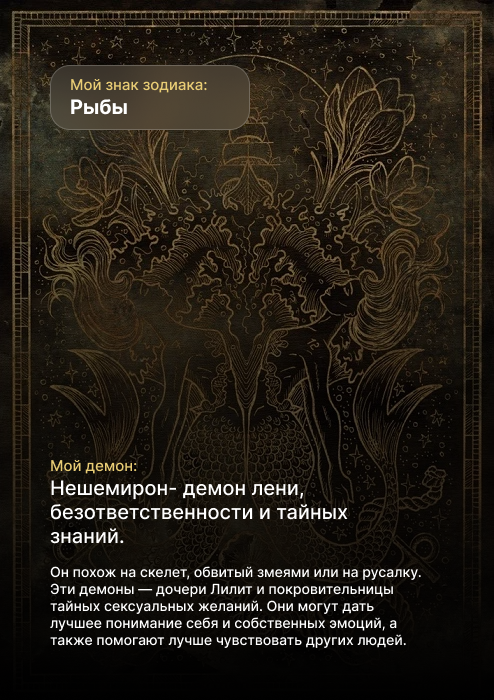 Мой знак зодиака:
Рыбы
Мой демон:
Нешемирон- демон лени,
безответственности и тайных
знаний.
Он похож на скелет, обвитый змеями или на русалку.
Эти демоны — дочери Лилит и покровительницы
тайных сексуальных желаний. Они могут дать
лучшее понимание себя и собственных эмоций, а
также помогают лучше чувствовать других людей.